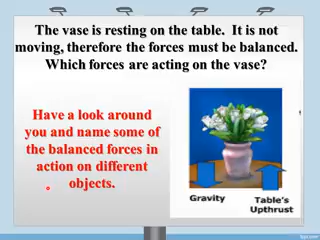 The vase is resting on the table. It is not
moving, therefore the forces must be balanced.
Which forces are acting on the vase?
Have a look around
you and name some of
the balanced forces in
action on different
objects.
Gravity
Table's
Upthrust